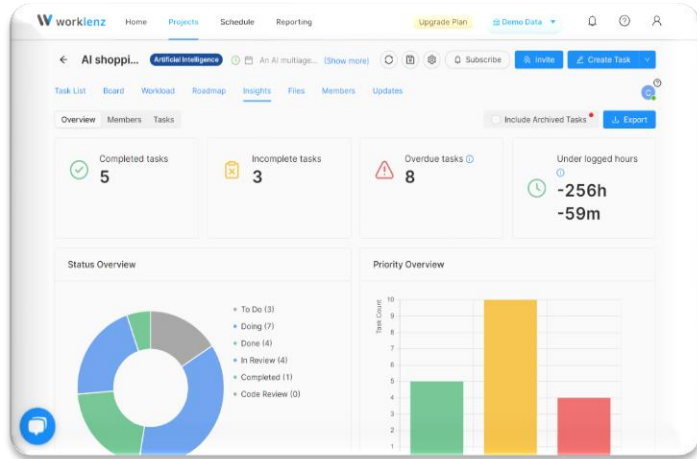 worklenz Home Projects Schedule Reporting Upgrade Plan Demo Data
AI shoppi... Artificial Intelligence An AI multiage... (Show more) Subscribe Invite Create Task
Task List Board Workload Roadmap Insights Files Members Updates
C
Overview Members Tasks Include Archived Tasks Export
Completed tasks
5
Incomplete tasks
3
Overdue tasks
8
Under logged hours
-256h
-59m
Status Overview
To Do (3)
Doing (7)
Done (4)
In Review (4)
Completed (1)
Code Review (0)
Priority Overview
Task Count
10
9
8
7
6
5
4
3
2
1